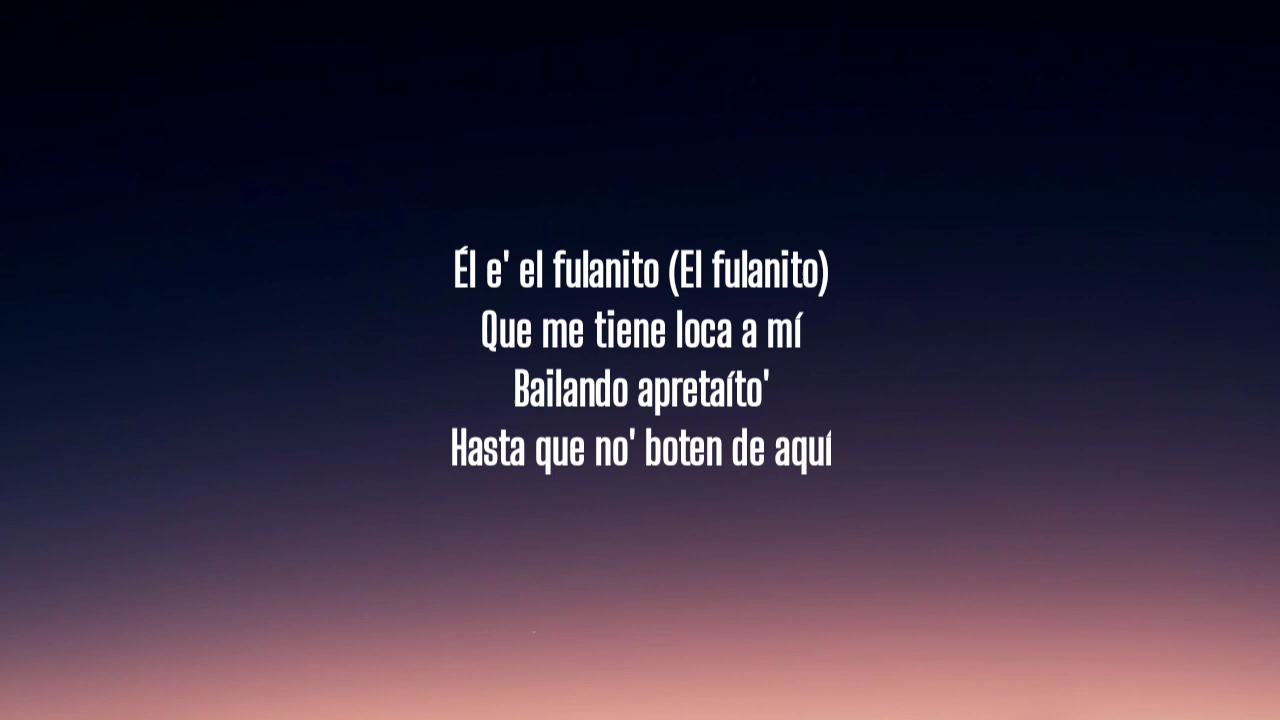 Él e' el fulanito (El fulanito)
Que me tiene loca a mí
Bailando apretaíto'
Hasta que no' boten de aquí